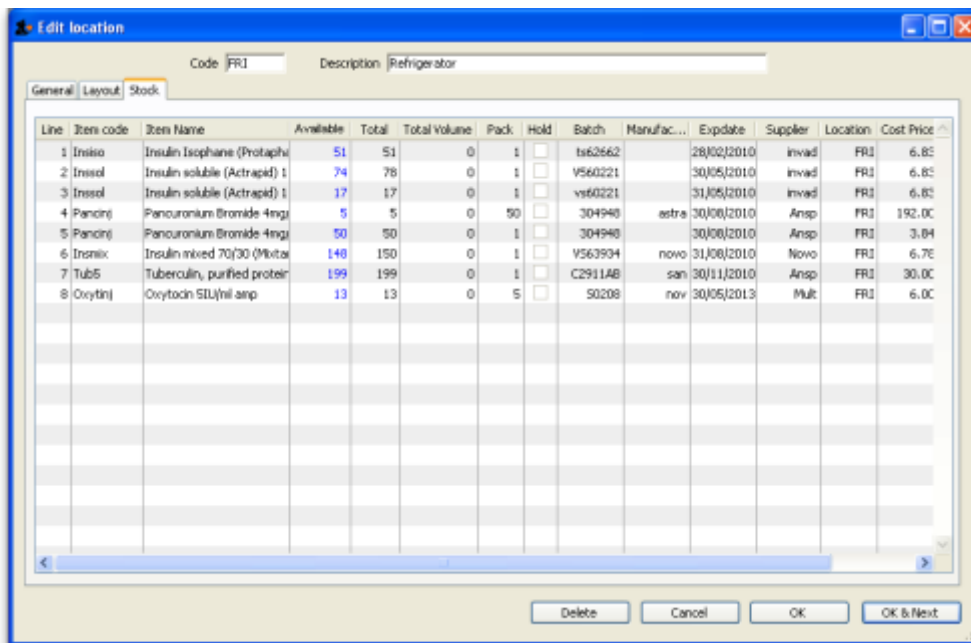 Edit location
Code FRI Description Refrigerator
General Layout Stock
Line Item code Item Name Available Total Total Volume Pack Hold Batch Manufac... Expdate Supplier Location Cost Price
1 Insiso Insulin Isophane (Protapha 51 51 0 1 ts62662 28/02/2010 invad FRI 6.83
2 Inssol Insulin soluble (Actrapid) 1 74 78 0 1 VS60221 30/05/2010 invad FRI 6.83
3 Inssol Insulin soluble (Actrapid) 1 17 17 0 1 vs60221 31/05/2010 invad FRI 6.83
4 Pancinj Pancuronium Bromide 4mg/ 5 5 0 50 304948 astra 30/08/2010 Ansp FRI 192.00
5 Pancinj Pancuronium Bromide 4mg/ 50 50 0 1 304948 30/08/2010 Ansp FRI 3.84
6 Insmix Insulin mixed 70/30 (Mixtar 148 150 0 1 VS63934 novo 31/08/2010 Novo FRI 6.78
7 Tub5 Tuberculin, purified protein 199 199 0 1 C2911AB san 30/11/2010 Ansp FRI 30.00
8 Oxytinj Oxytocin 5IU/ml amp 13 13 0 5 S0208 nov 30/05/2013 Mult FRI 6.00
Delete Cancel OK OK & Next